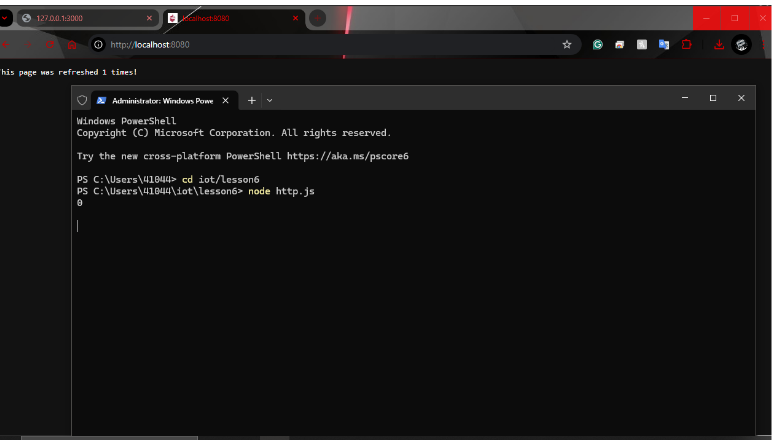 127.0.0.1:3000
localhost:8080
http://localhost:8080
his page was refreshed 1 times!
Administrator: Windows Powe
Windows PowerShell
Copyright (C) Microsoft Corporation. All rights reserved.
Try the new cross-platform PowerShell https://aka.ms/pscore6
PS C:\Users\41044> cd iot/lesson6
PS C:\Users\41044\iot\lesson6> node http.js
0